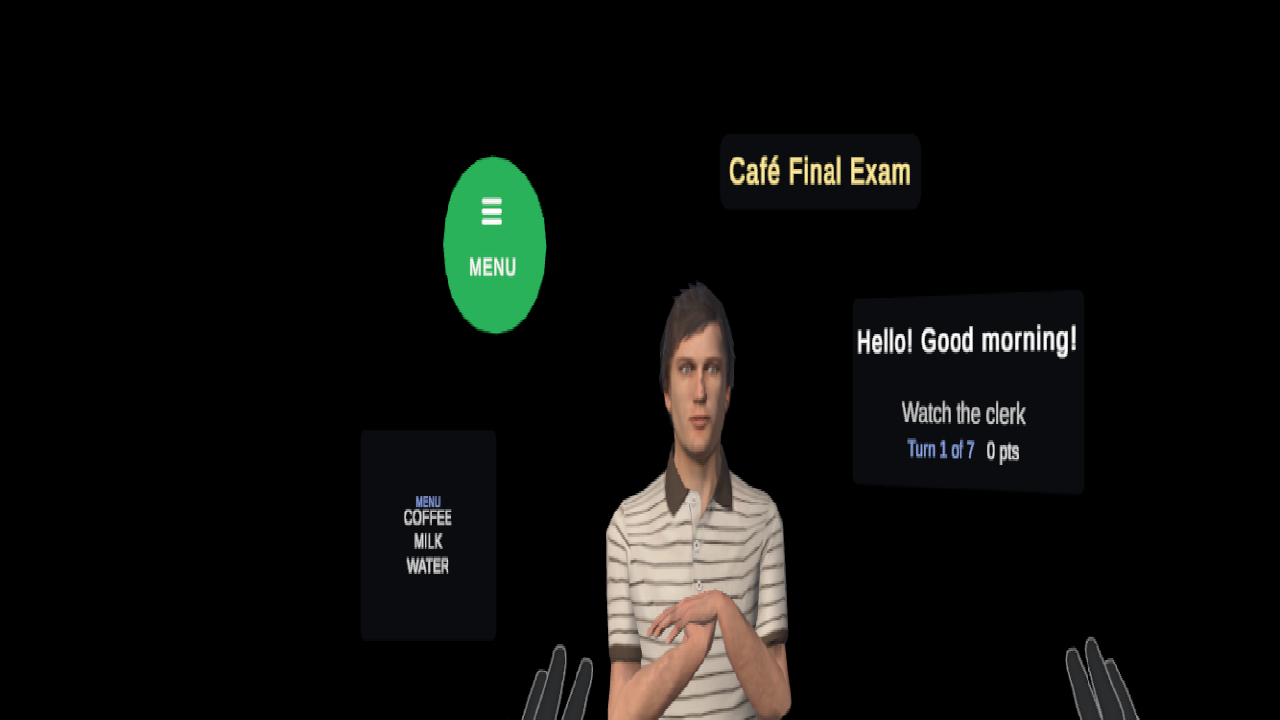 Café Final Exam
MENU
Hello! Good morning!
Watch the clerk
Turn 1 of 7 0 pts
MENU
COFFEE
MILK
WATER